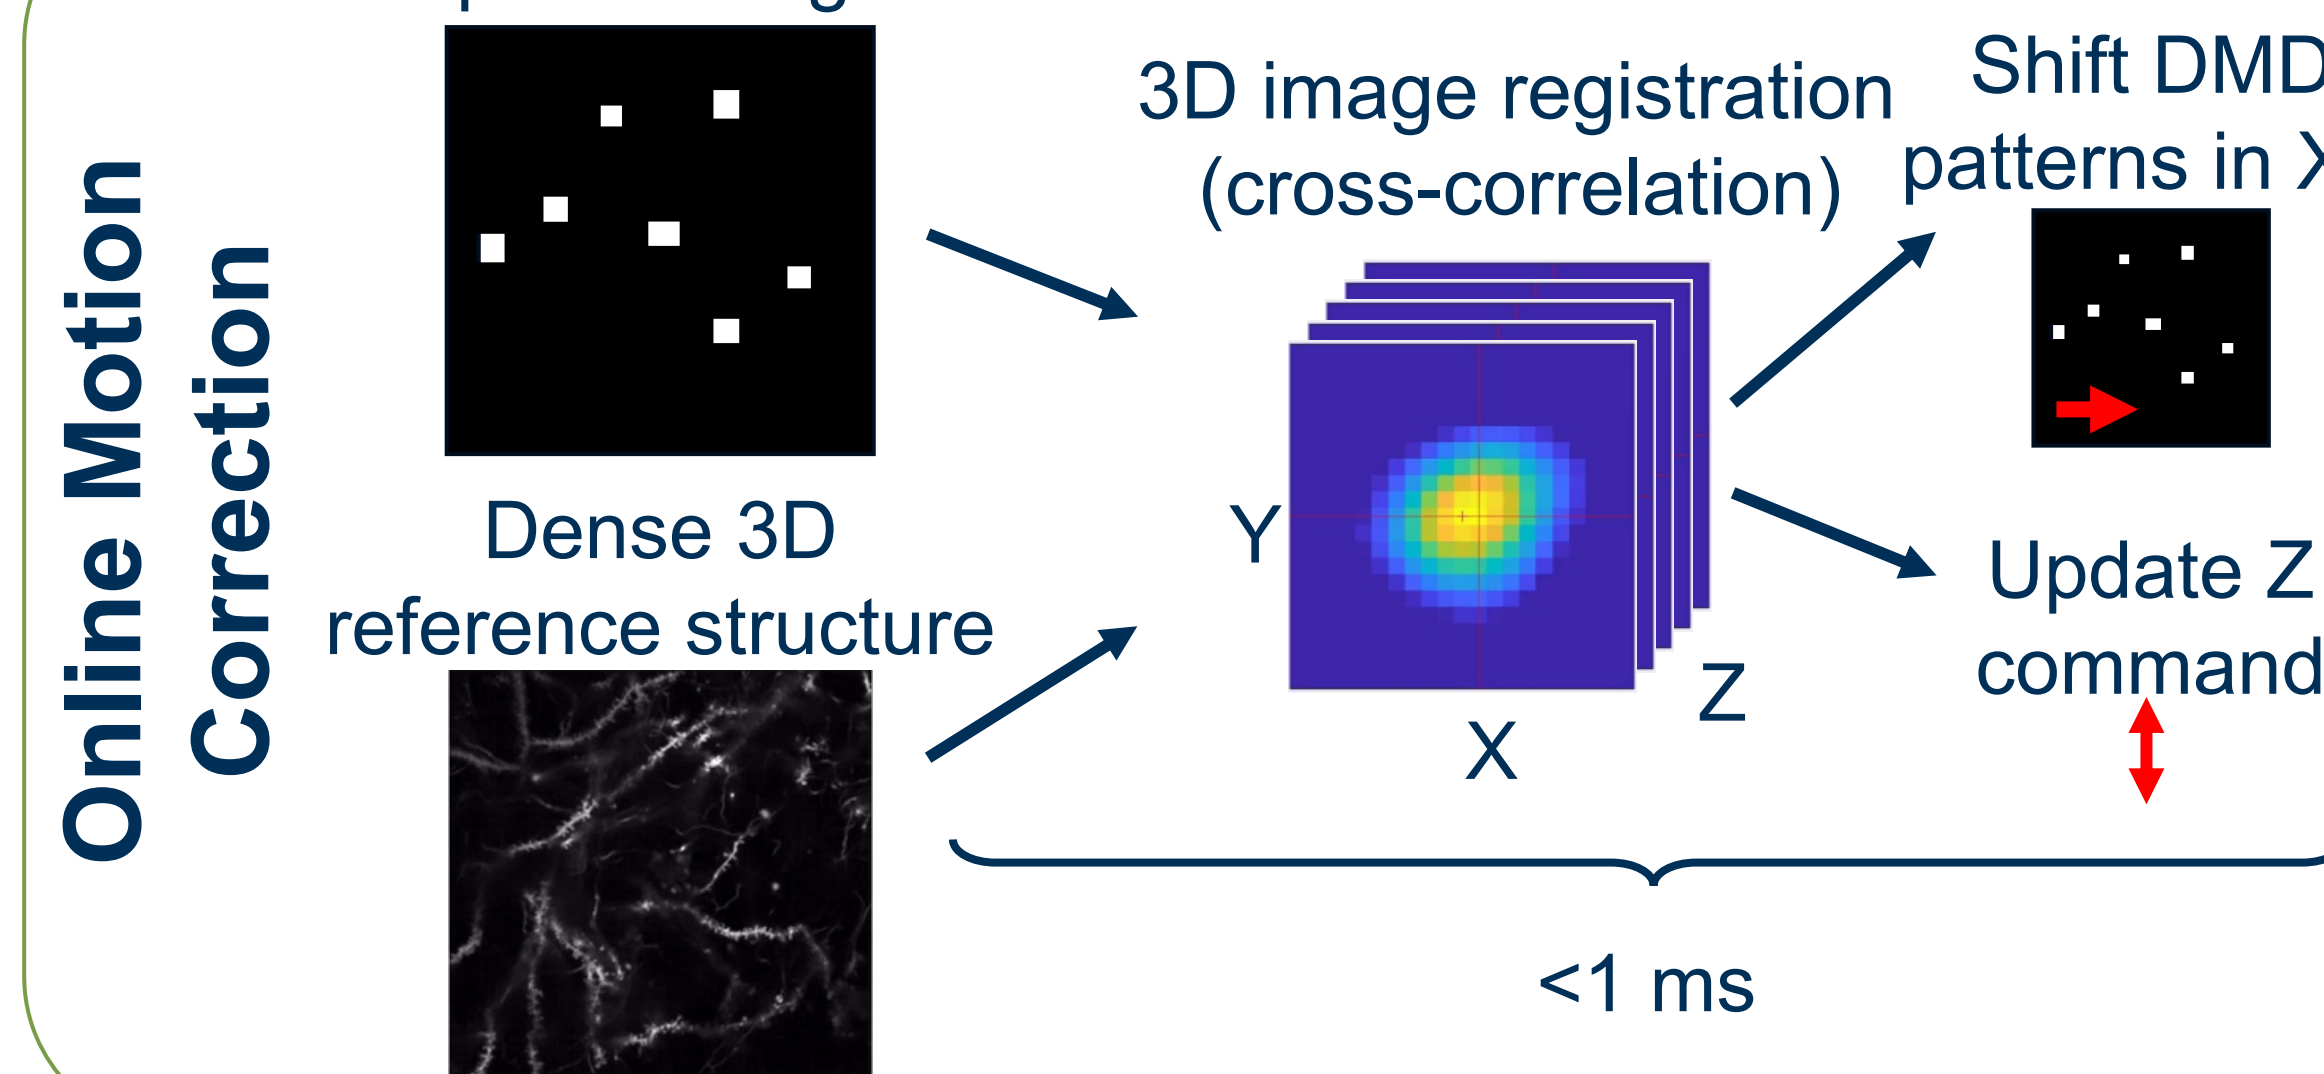 Online Motion
Correction
Dense 3D
reference structure
3D image registration
(cross-correlation)
Y
X
Z
Shift DMD
patterns in X
Update Z
command
<1 ms